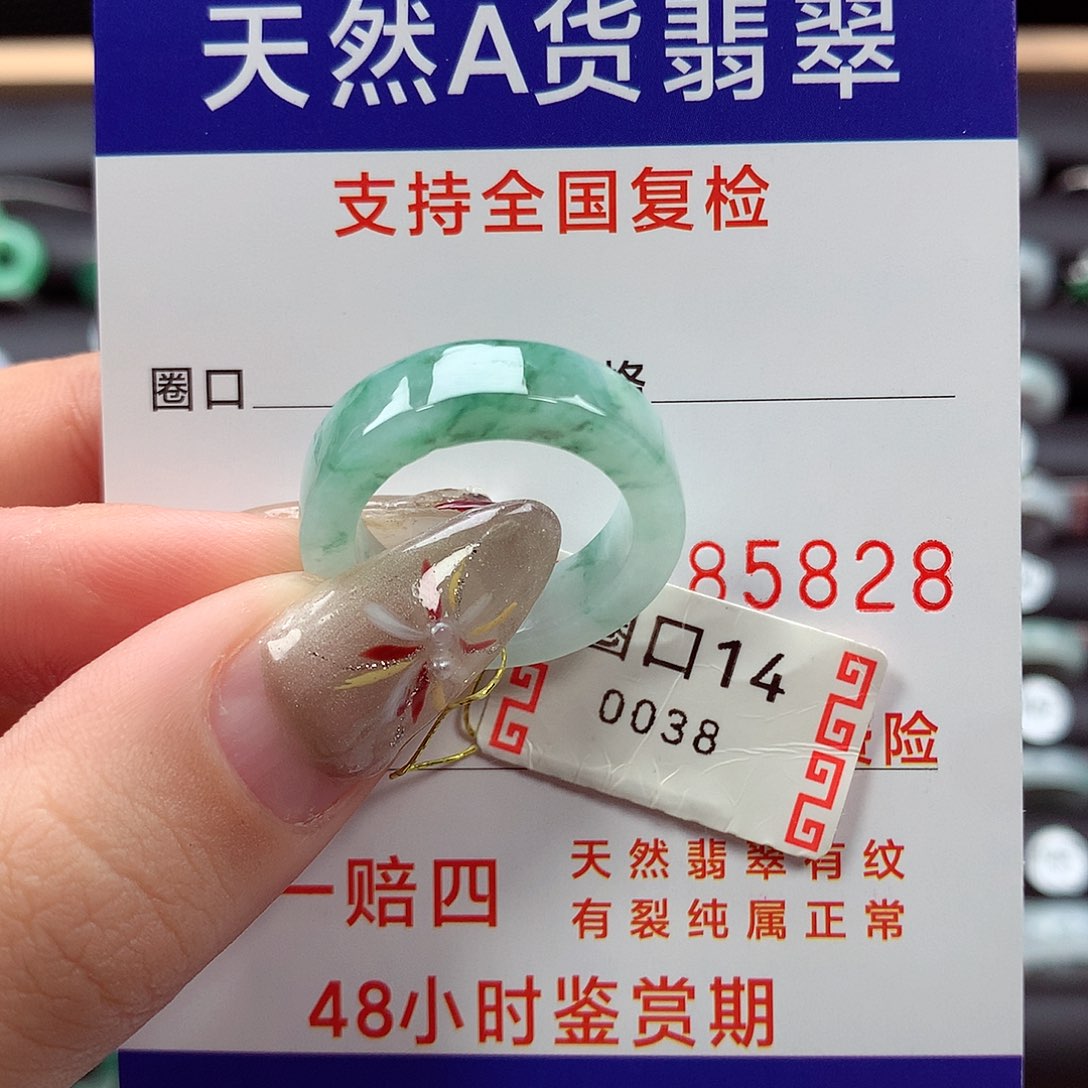 天然A货翡翠
支持全国复检
圈口 格
85828
圈口14
0038
险
一赔四
天然翡翠有纹
有裂纯属正常
48小时鉴赏期